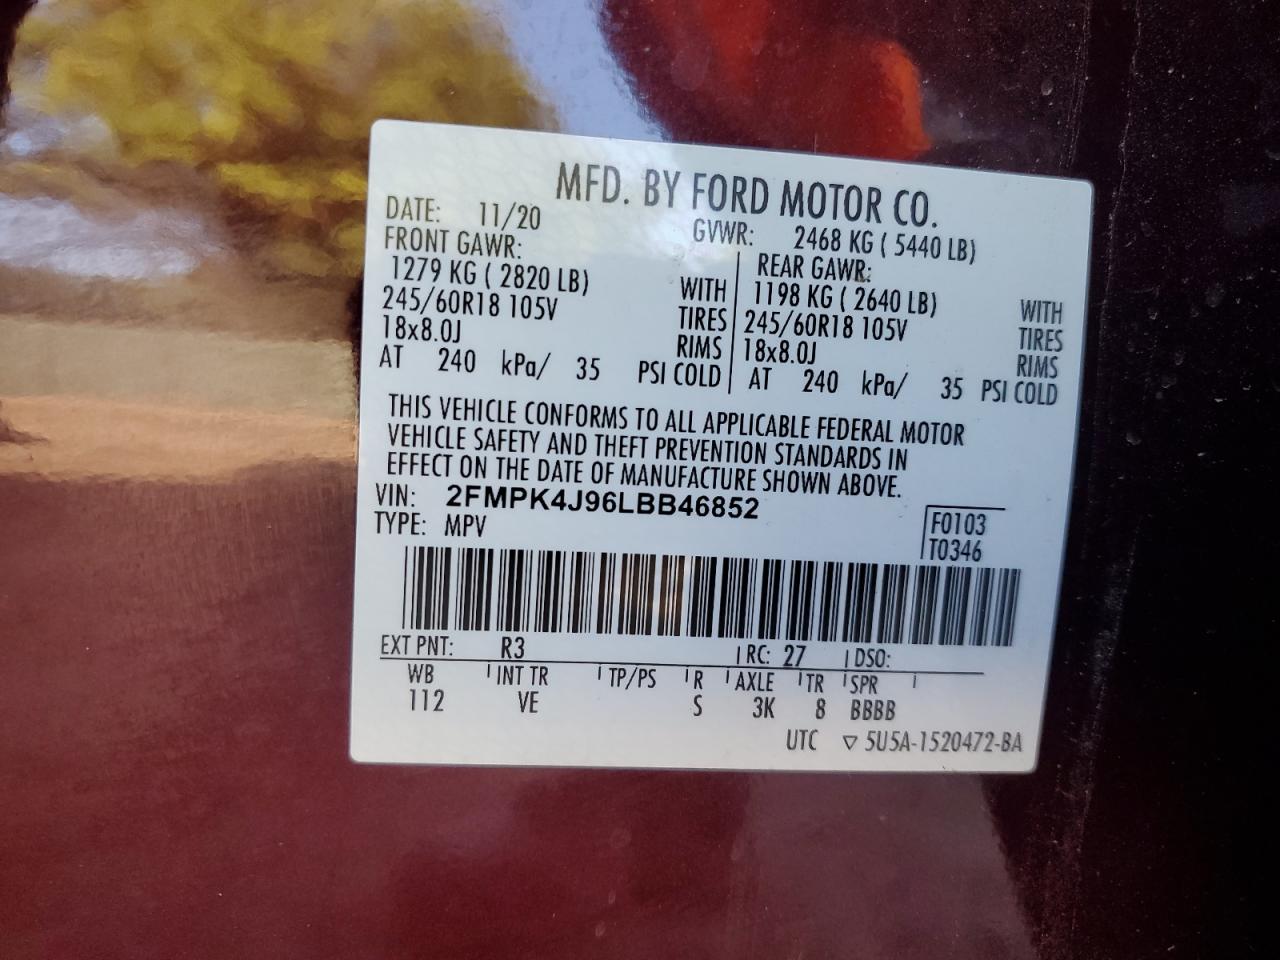 MFD. BY FORD MOTOR CO.
DATE: 11/20 GVWR: 2468 KG ( 5440 LB)
FRONT GAWR: REAR GAWR:
1279 KG ( 2820 LB) WITH 1198 KG ( 2640 LB) WITH
245/60R18 105V TIRES 245/60R18 105V TIRES
18x8.0J RIMS 18x8.0J RIMS
AT 240 kPa/ 35 PSI COLD AT 240 kPa/ 35 PSI COLD
THIS VEHICLE CONFORMS TO ALL APPLICABLE FEDERAL MOTOR
VEHICLE SAFETY AND THEFT PREVENTION STANDARDS IN
EFFECT ON THE DATE OF MANUFACTURE SHOWN ABOVE.
VIN: 2FMPK4J96LBB46852
TYPE: MPV
F0103
T0346
EXT PNT: R3 RC: 27 DSO:
WB INT TR TP/PS R AXLE TR SPR
112 VE S 3K 8 BBBB
UTC ▽ 5U5A-1520472-BA